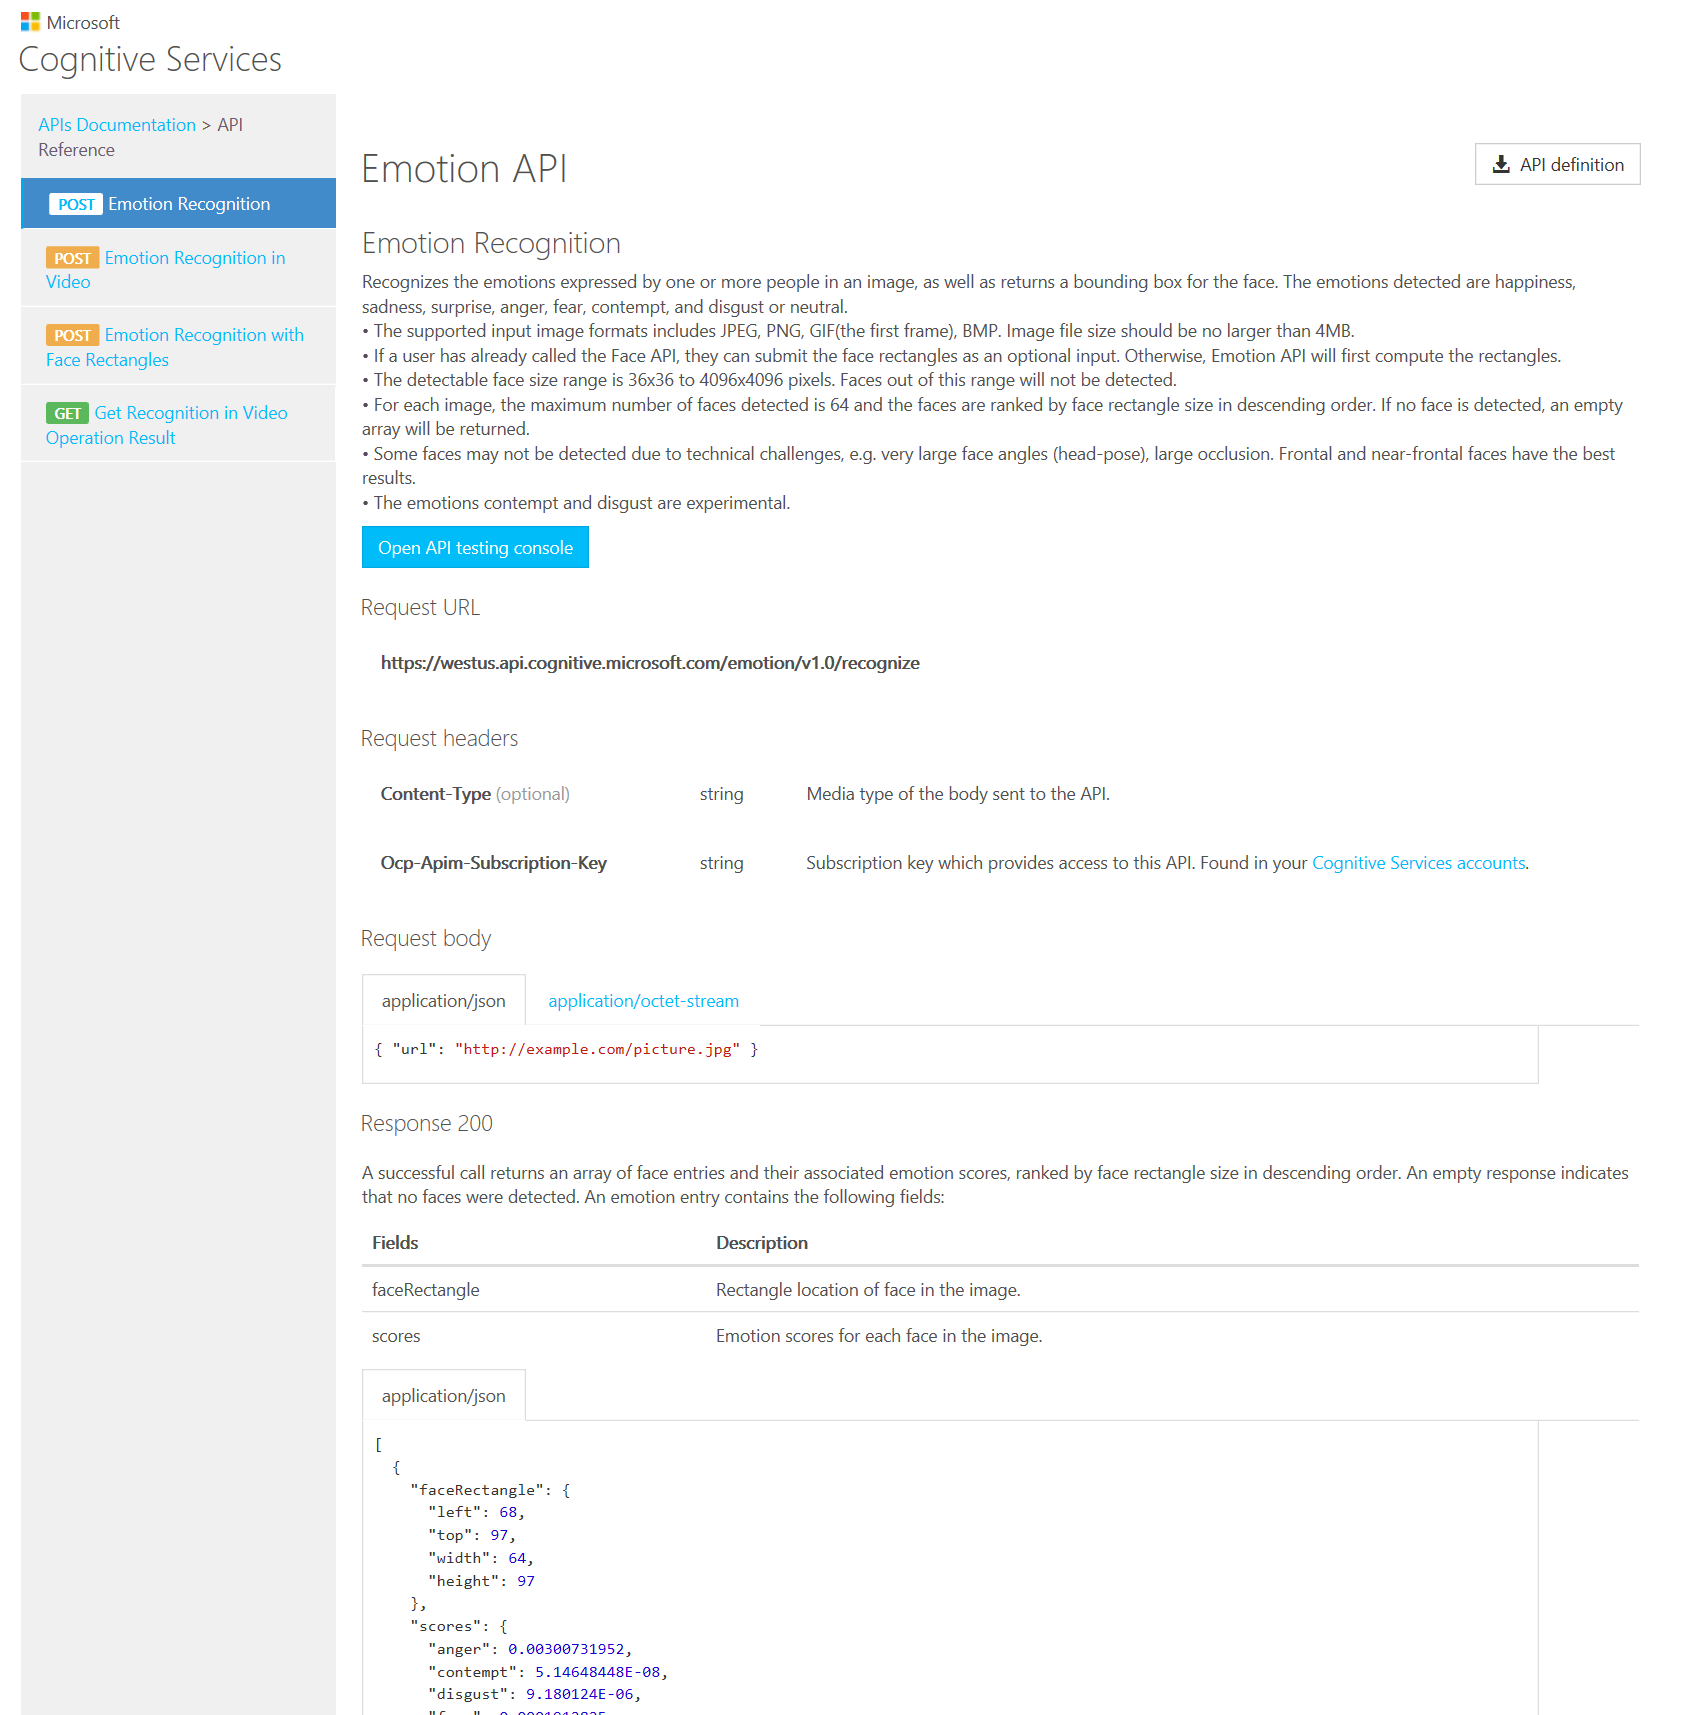 Microsoft
Cognitive Services
APIs Documentation > API
Reference
POST Emotion Recognition
POST Emotion Recognition in
Video
POST Emotion Recognition with
Face Rectangles
GET Get Recognition in Video
Operation Result
Emotion API
API definition
Emotion Recognition
Recognizes the emotions expressed by one or more people in an image, as well as returns a bounding box for the face. The emotions detected are happiness,
sadness, surprise, anger, fear, contempt, and disgust or neutral.
• The supported input image formats includes JPEG, PNG, GIF(the first frame), BMP. Image file size should be no larger than 4MB.
• If a user has already called the Face API, they can submit the face rectangles as an optional input. Otherwise, Emotion API will first compute the rectangles.
• The detectable face size range is 36x36 to 4096x4096 pixels. Faces out of this range will not be detected.
• For each image, the maximum number of faces detected is 64 and the faces are ranked by face rectangle size in descending order. If no face is detected, an empty
array will be returned.
• Some faces may not be detected due to technical challenges, e.g. very large face angles (head-pose), large occlusion. Frontal and near-frontal faces have the best
results.
• The emotions contempt and disgust are experimental.
Open API testing console
Request URL
https://westus.api.cognitive.microsoft.com/emotion/v1.0/recognize
Request headers
Content-Type (optional) string Media type of the body sent to the API.
Ocp-Apim-Subscription-Key string Subscription key which provides access to this API. Found in your Cognitive Services accounts.
Request body
application/json application/octet-stream
{ "url": "http://example.com/picture.jpg" }
Response 200
A successful call returns an array of face entries and their associated emotion scores, ranked by face rectangle size in descending order. An empty response indicates
that no faces were detected. An emotion entry contains the following fields:
Fields Description
faceRectangle Rectangle location of face in the image.
scores Emotion scores for each face in the image.
application/json
[
{
"faceRectangle": {
"left": 68,
"top": 97,
"width": 64,
"height": 97
},
"scores": {
"anger": 0.00300731952,
"contempt": 5.14648448E-08,
"disgust": 9.180124E-06,